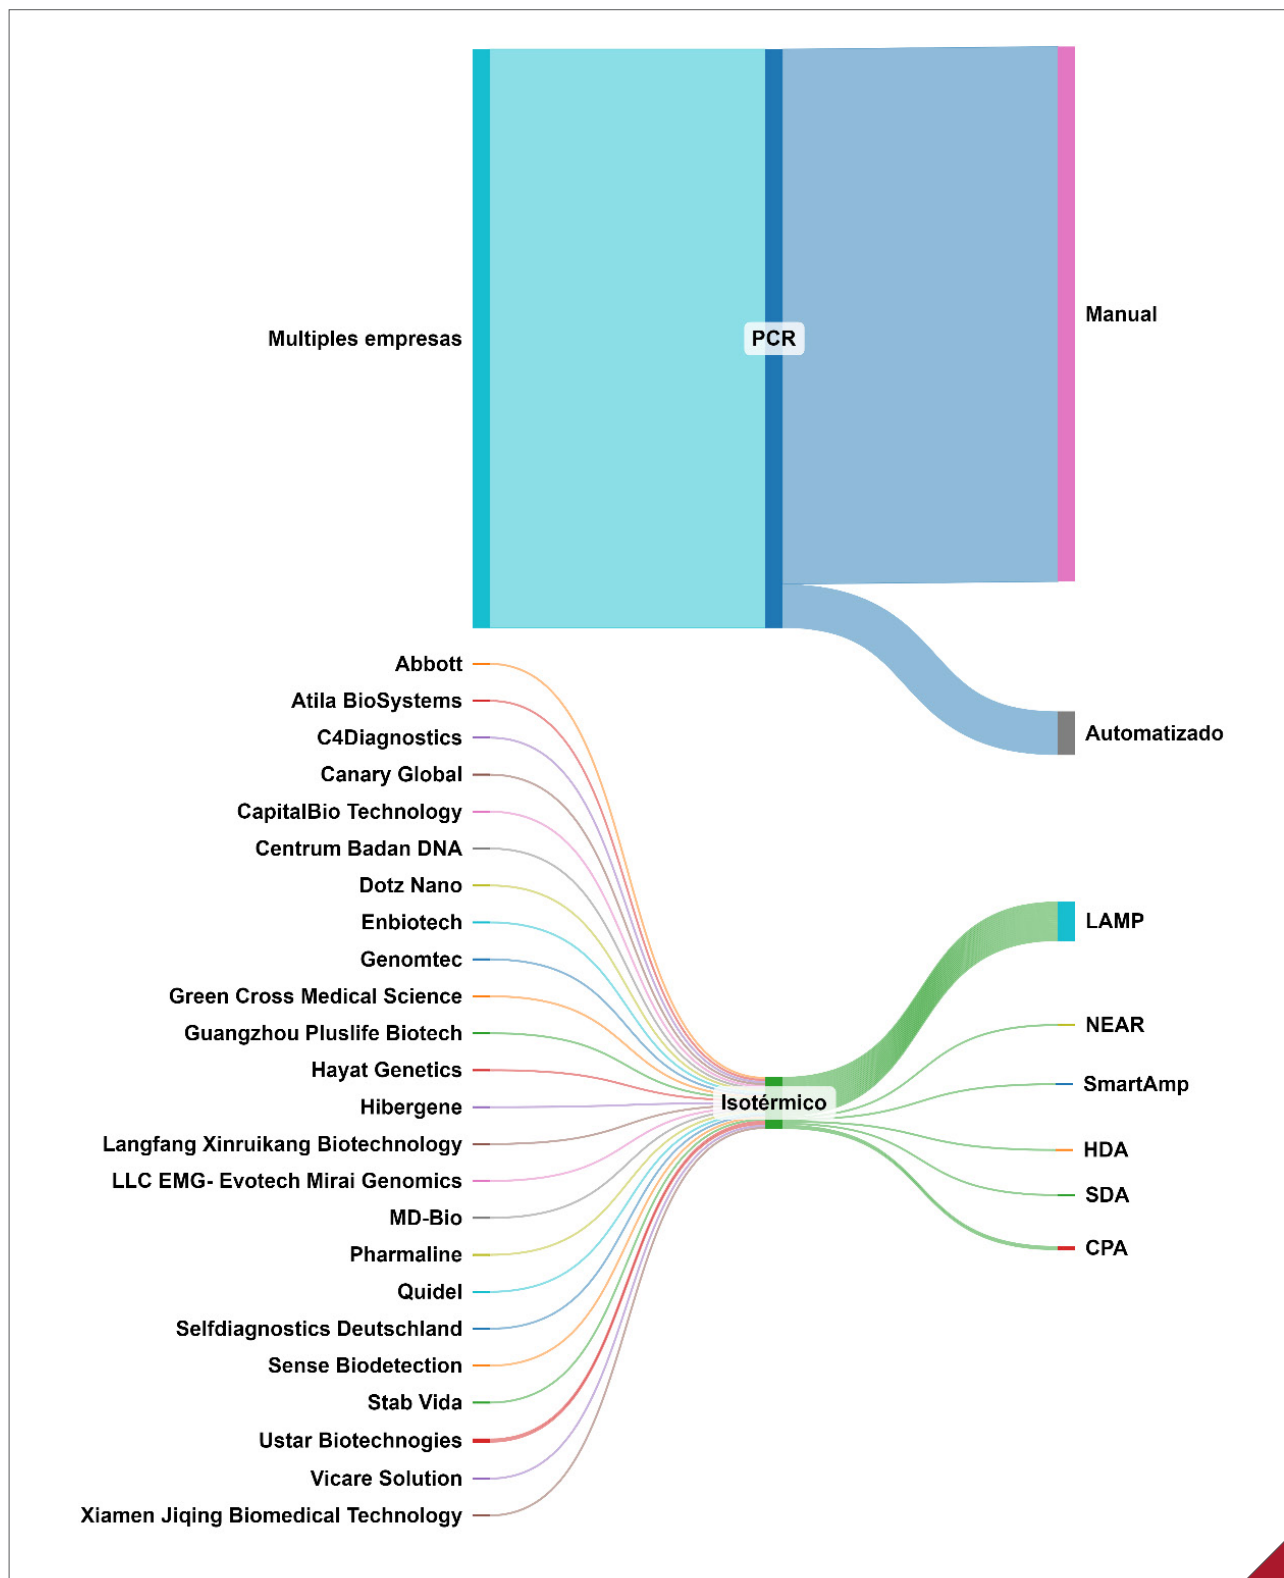 Multiples empresas
PCR
Manual
Automatizado
Abbott
Atila BioSystems
C4Diagnostics
Canary Global
CapitalBio Technology
Centrum Badan DNA
Dotz Nano
Enbiotech
Genomtec
Green Cross Medical Science
Guangzhou Pluslife Biotech
Hayat Genetics
Hibergene
Langfang Xinruikang Biotechnology
LLC EMG- Evotech Mirai Genomics
MD-Bio
Pharmaline
Quidel
Selfdiagnostics Deutschland
Sense Biodetection
Stab Vida
Ustar Biotechnogies
Vicare Solution
Xiamen Jiqing Biomedical Technology
Isotérmico
LAMP
NEAR
SmartAmp
HDA
SDA
CPA